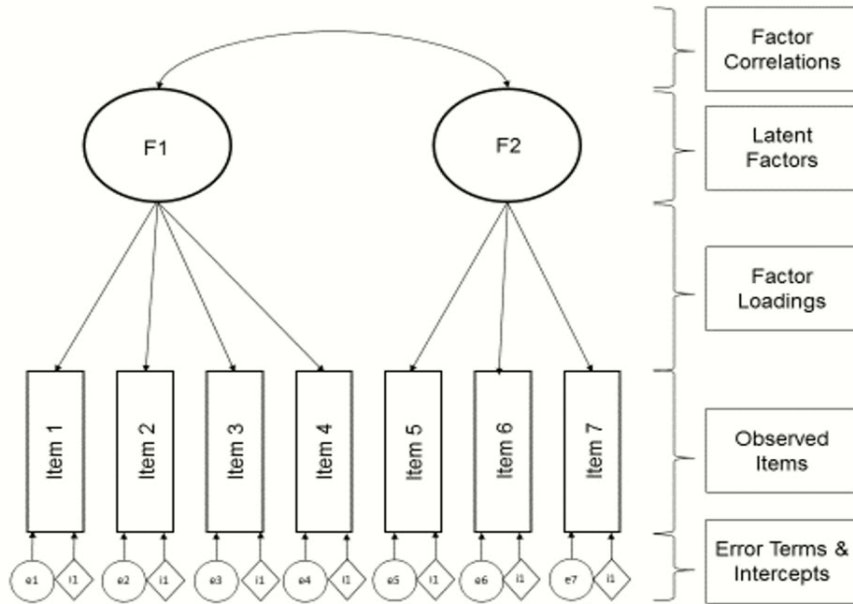 Factor
Correlations
F1
F2
Latent
Factors
Factor
Loadings
Item 1
Item 2
Item 3
Item 4
Item 5
Item 6
Item 7
Observed
Items
e1
i1
e2
i1
e3
i1
e4
i1
e5
i1
e6
i1
e7
i1
Error Terms &
Intercepts